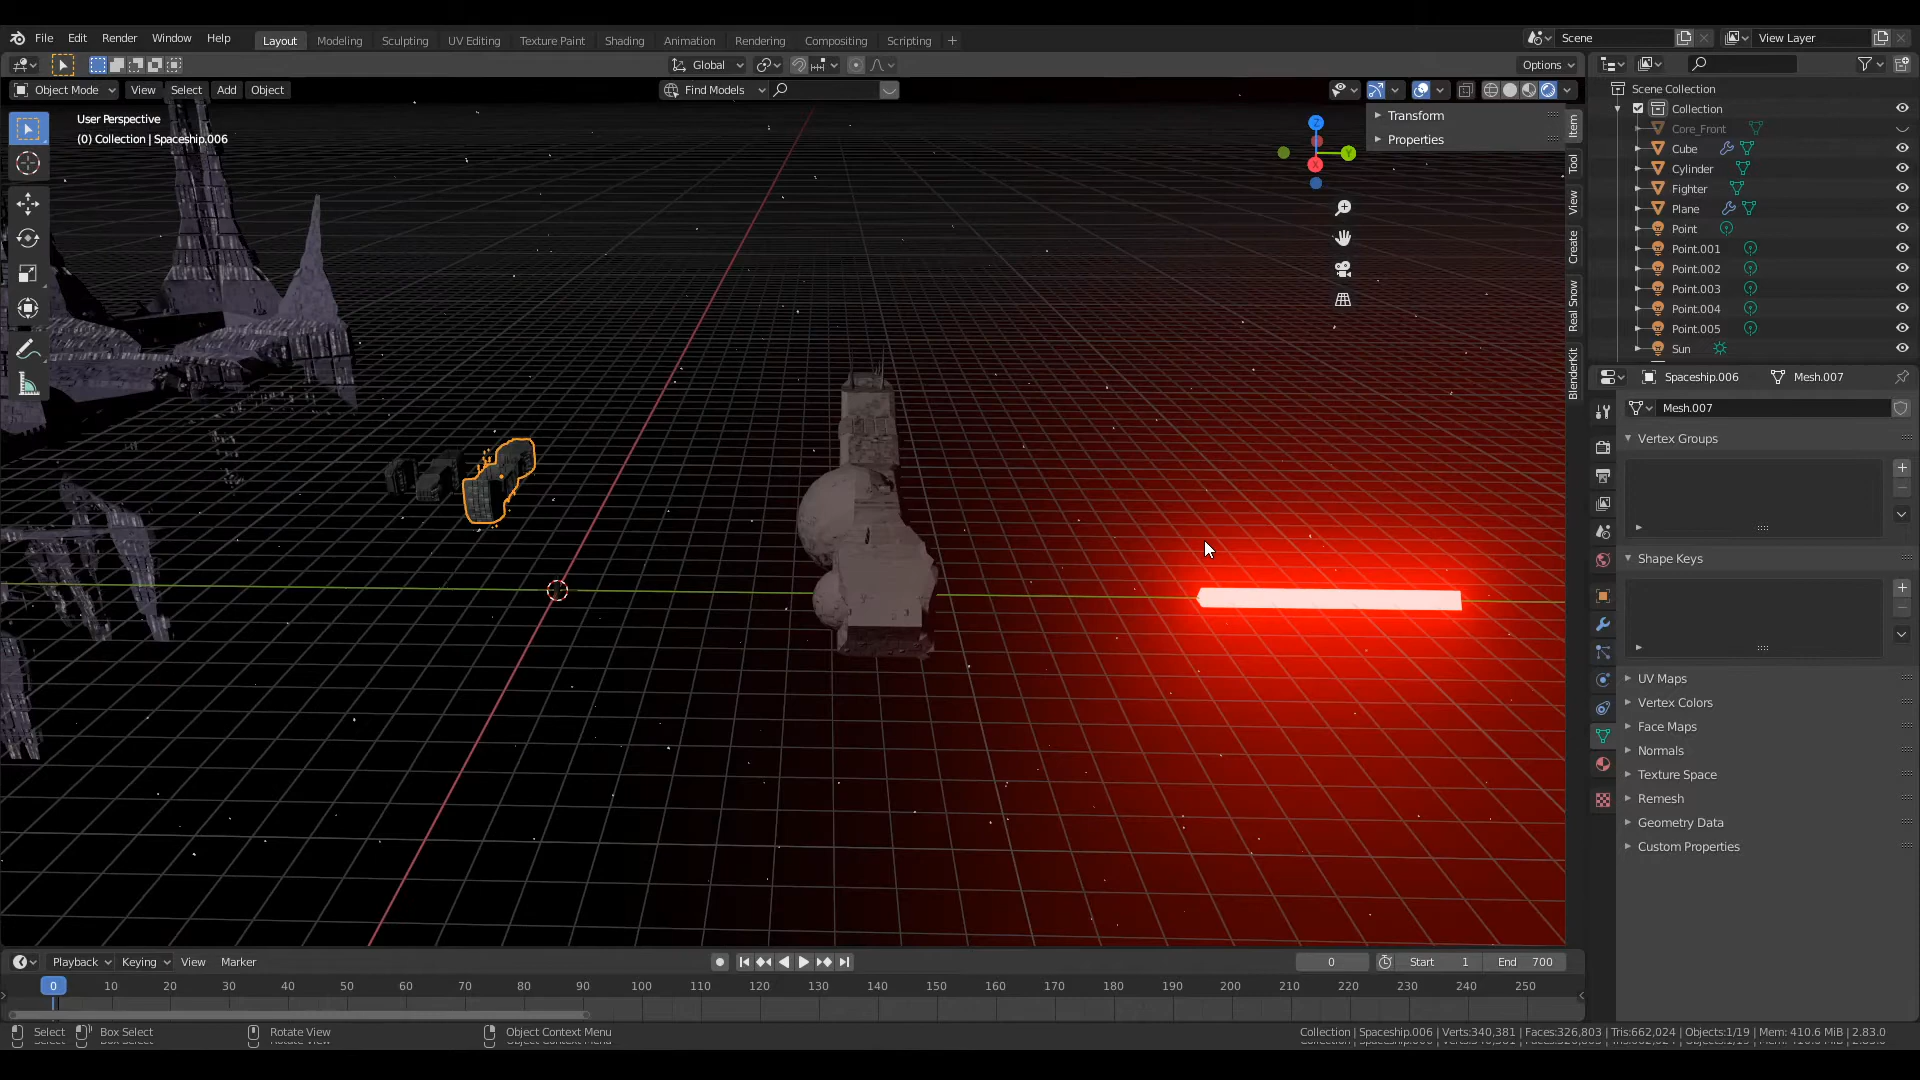 File Edit Render Window Help Layout Modeling Sculpting UV Editing Texture Paint Shading Animation Rendering Compositing Scripting + Scene View Layer
Global Options
Object Mode View Select Add Object Find Models
User Perspective
(0) Collection | Spaceship.006
Transform
Properties
Item
Tool
View
Create
Real Snow
BlenderKit
Z
Y
X
Scene Collection
Collection
Core_Front
Cube
Cylinder
Fighter
Plane
Point
Point.001
Point.002
Point.003
Point.004
Point.005
Sun
Spaceship.006 Mesh.007
Mesh.007
Vertex Groups
Shape Keys
UV Maps
Vertex Colors
Face Maps
Normals
Texture Space
Remesh
Geometry Data
Custom Properties
Playback Keying View Marker 0 Start 1 End 700
0 10 20 30 40 50 60 70 80 90 100 110 120 130 140 150 160 170 180 190 200 210 220 230 240 250
Select Box Select Rotate View Object Context Menu Collection | Spaceship.006 | Verts:340,381 | Faces:326,803 | Tris:662,024 | Objects:1/19 | Mem: 410.6 MiB | 2.83.0